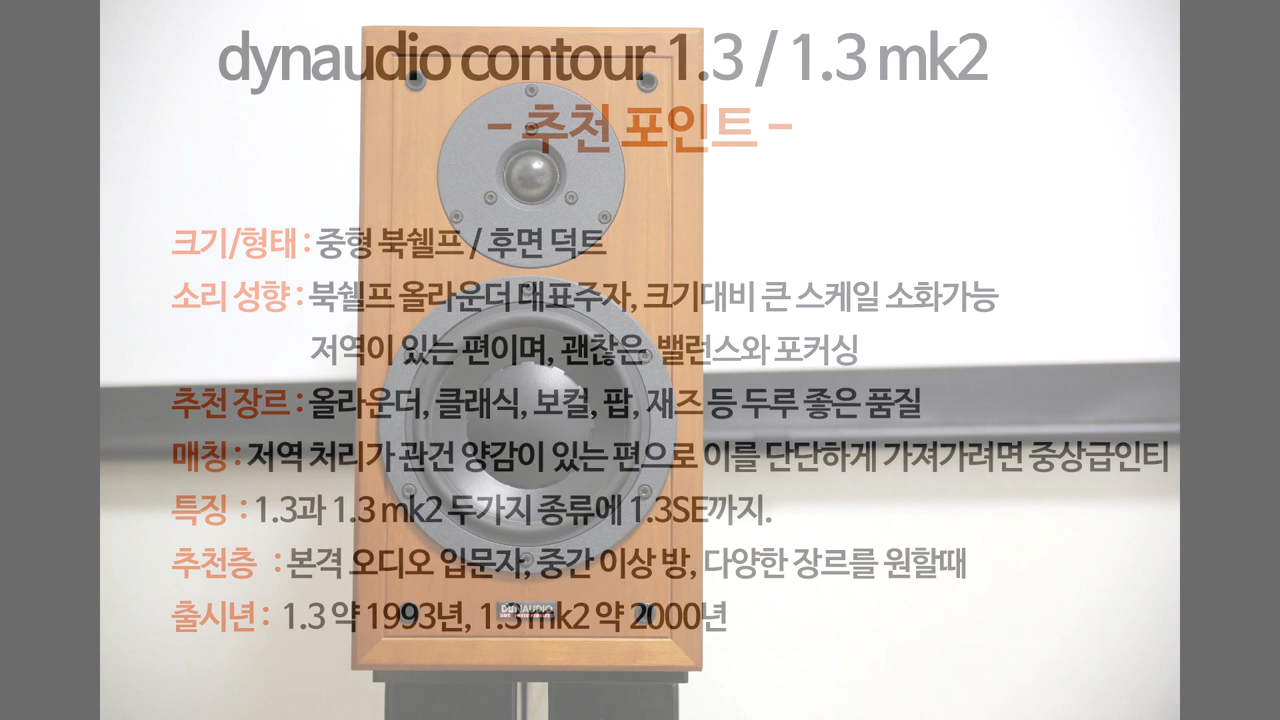 dynaudio contour 1.3 / 1.3 mk2
- 추천 포인트 -
크기/형태 : 중형 북쉘프 / 후면 덕트
소리 성향 : 북쉘프 올라운더 대표주자, 크기대비 큰 스케일 소화가능
저역이 있는 편이며, 괜찮은 밸런스와 포커싱
추천 장르 : 올라운더, 클래식, 보컬, 팝, 재즈 등 두루 좋은 품질
매칭 : 저역 처리가 관건 양감이 있는 편으로 이를 단단하게 가져가려면 중상급인티
특징 : 1.3과 1.3 mk2 두가지 종류에 1.3SE까지.
추천층 : 본격 오디오 입문자, 중간 이상 방, 다양한 장르를 원할때
출시년 : 1.3 약 1993년, 1.3 mk2 약 2000년
DYNAUDIO